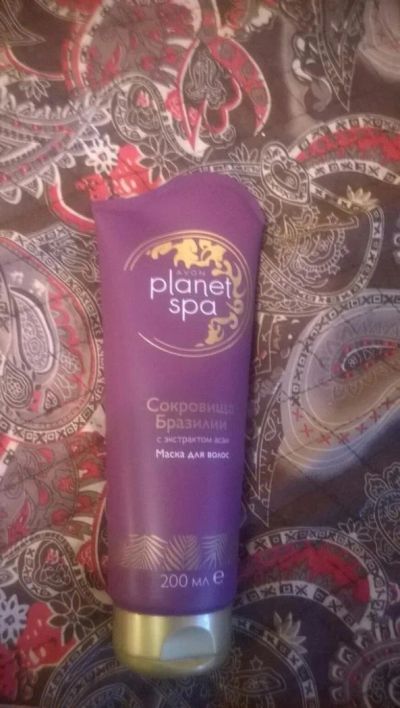 AVON
planet
spa
Сокровища
Бразилии
с экстрактом асаи
Маска для волос
200 мл e